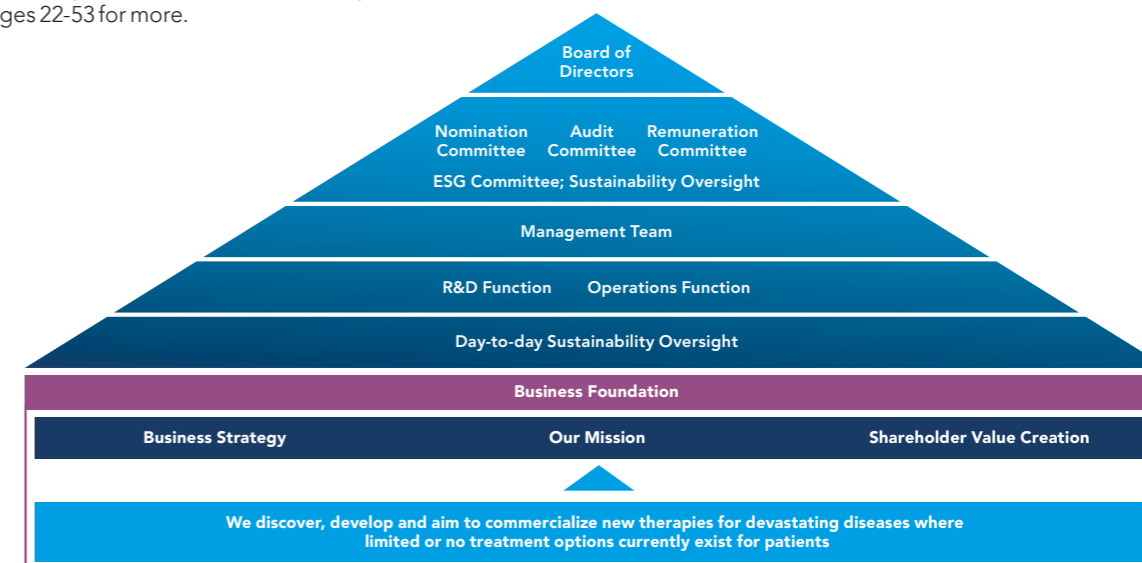 ges 22-53 for more.
Board of
Directors
Nomination Audit Remuneration
Committee Committee Committee
ESG Committee; Sustainability Oversight
Management Team
R&D Function Operations Function
Day-to-day Sustainability Oversight
Business Foundation
Business Strategy Our Mission Shareholder Value Creation
We discover, develop and aim to commercialize new therapies for devastating diseases where
limited or no treatment options currently exist for patients